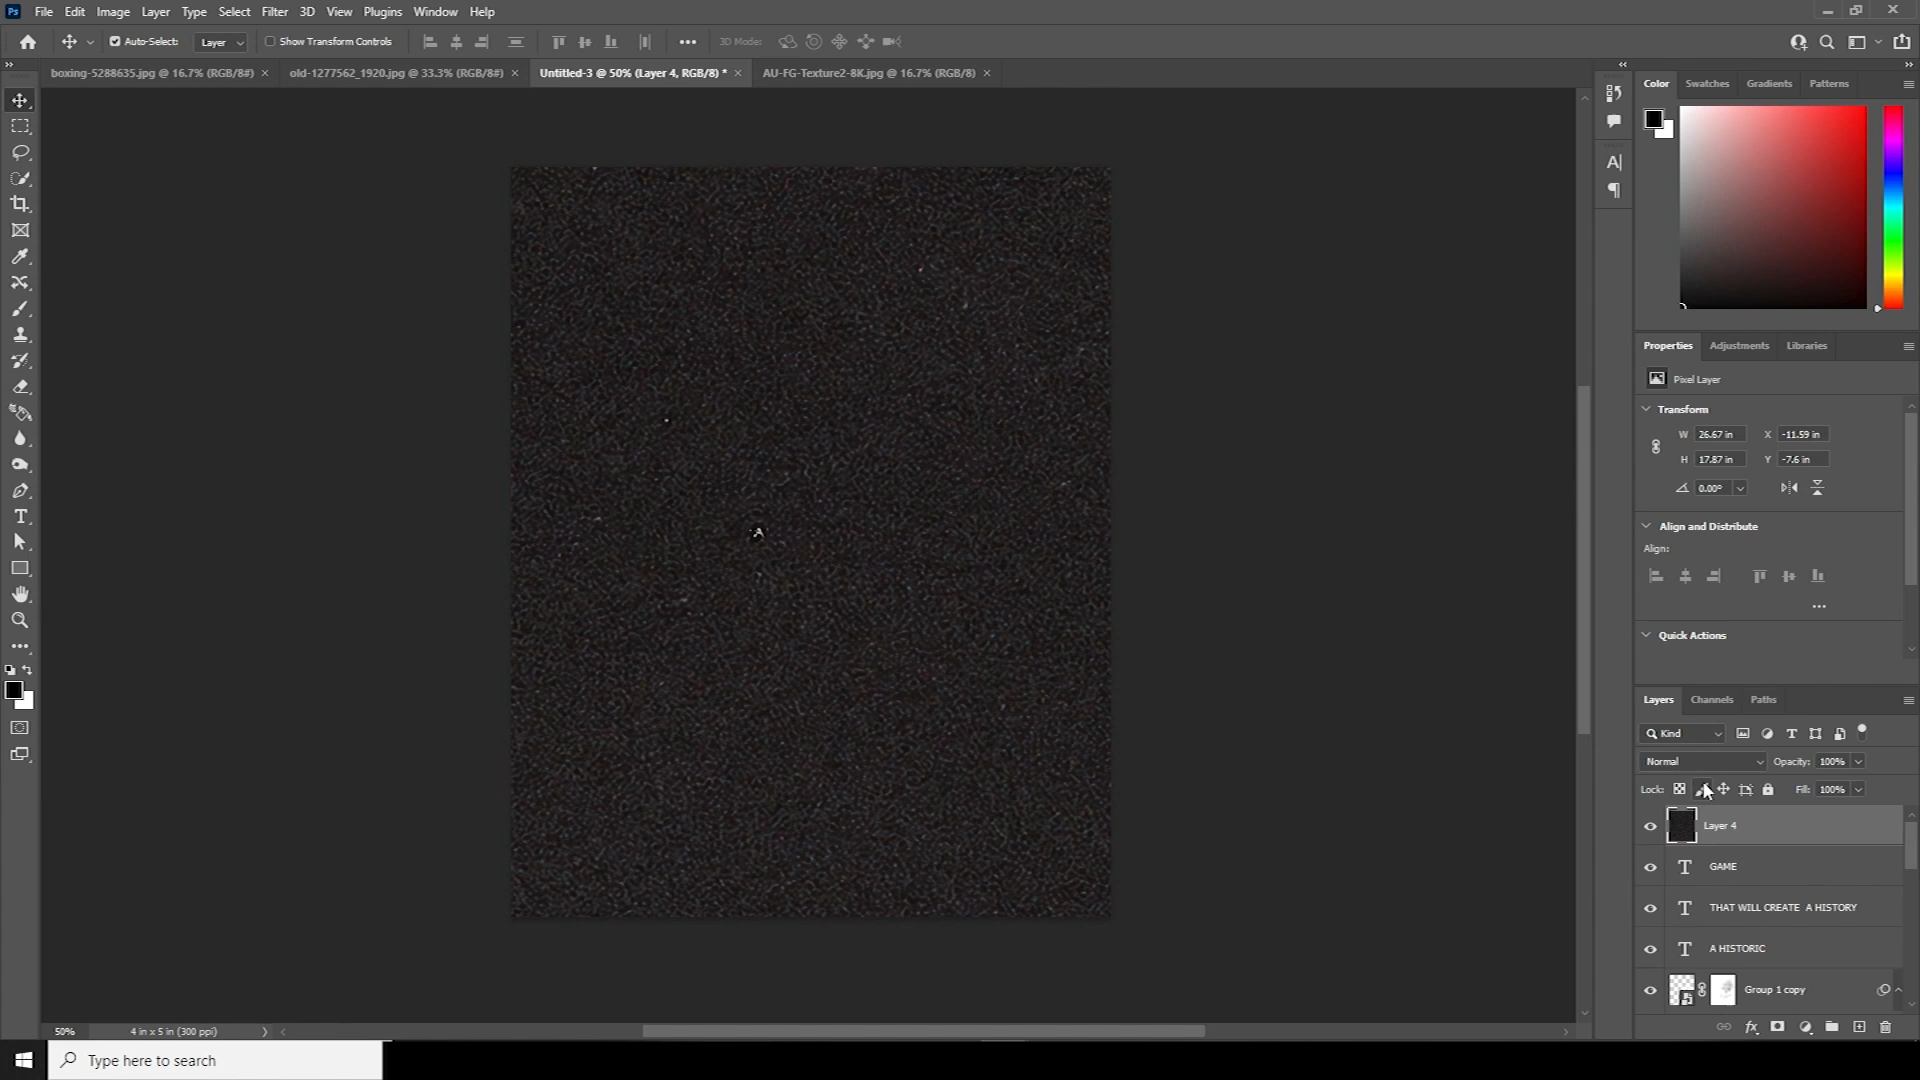 Ps File Edit Image Layer Type Select Filter 3D View Plugins Window Help
Auto-Select: Layer Show Transform Controls 3D Mode:
boxing-5288635.jpg @ 16.7% (RGB/8#) × old-1277562_1920.jpg @ 33.3% (RGB/8#) × Untitled-3 @ 50% (Layer 4, RGB/8) * × AU-FG-Texture2-8K.jpg @ 16.7% (RGB/8) ×
Color Swatches Gradients Patterns
Properties Adjustments Libraries
Pixel Layer
Transform
W 26.67 in X -11.59 in
H 17.87 in Y -7.6 in
0.00°
Align and Distribute
Align:
Quick Actions
Layers Channels Paths
Kind
Normal Opacity: 100%
Lock: Fill: 100%
Layer 4
GAME
THAT WILL CREATE A HISTORY
A HISTORIC
Group 1 copy
50% 4 in x 5 in (300 ppi)
Type here to search